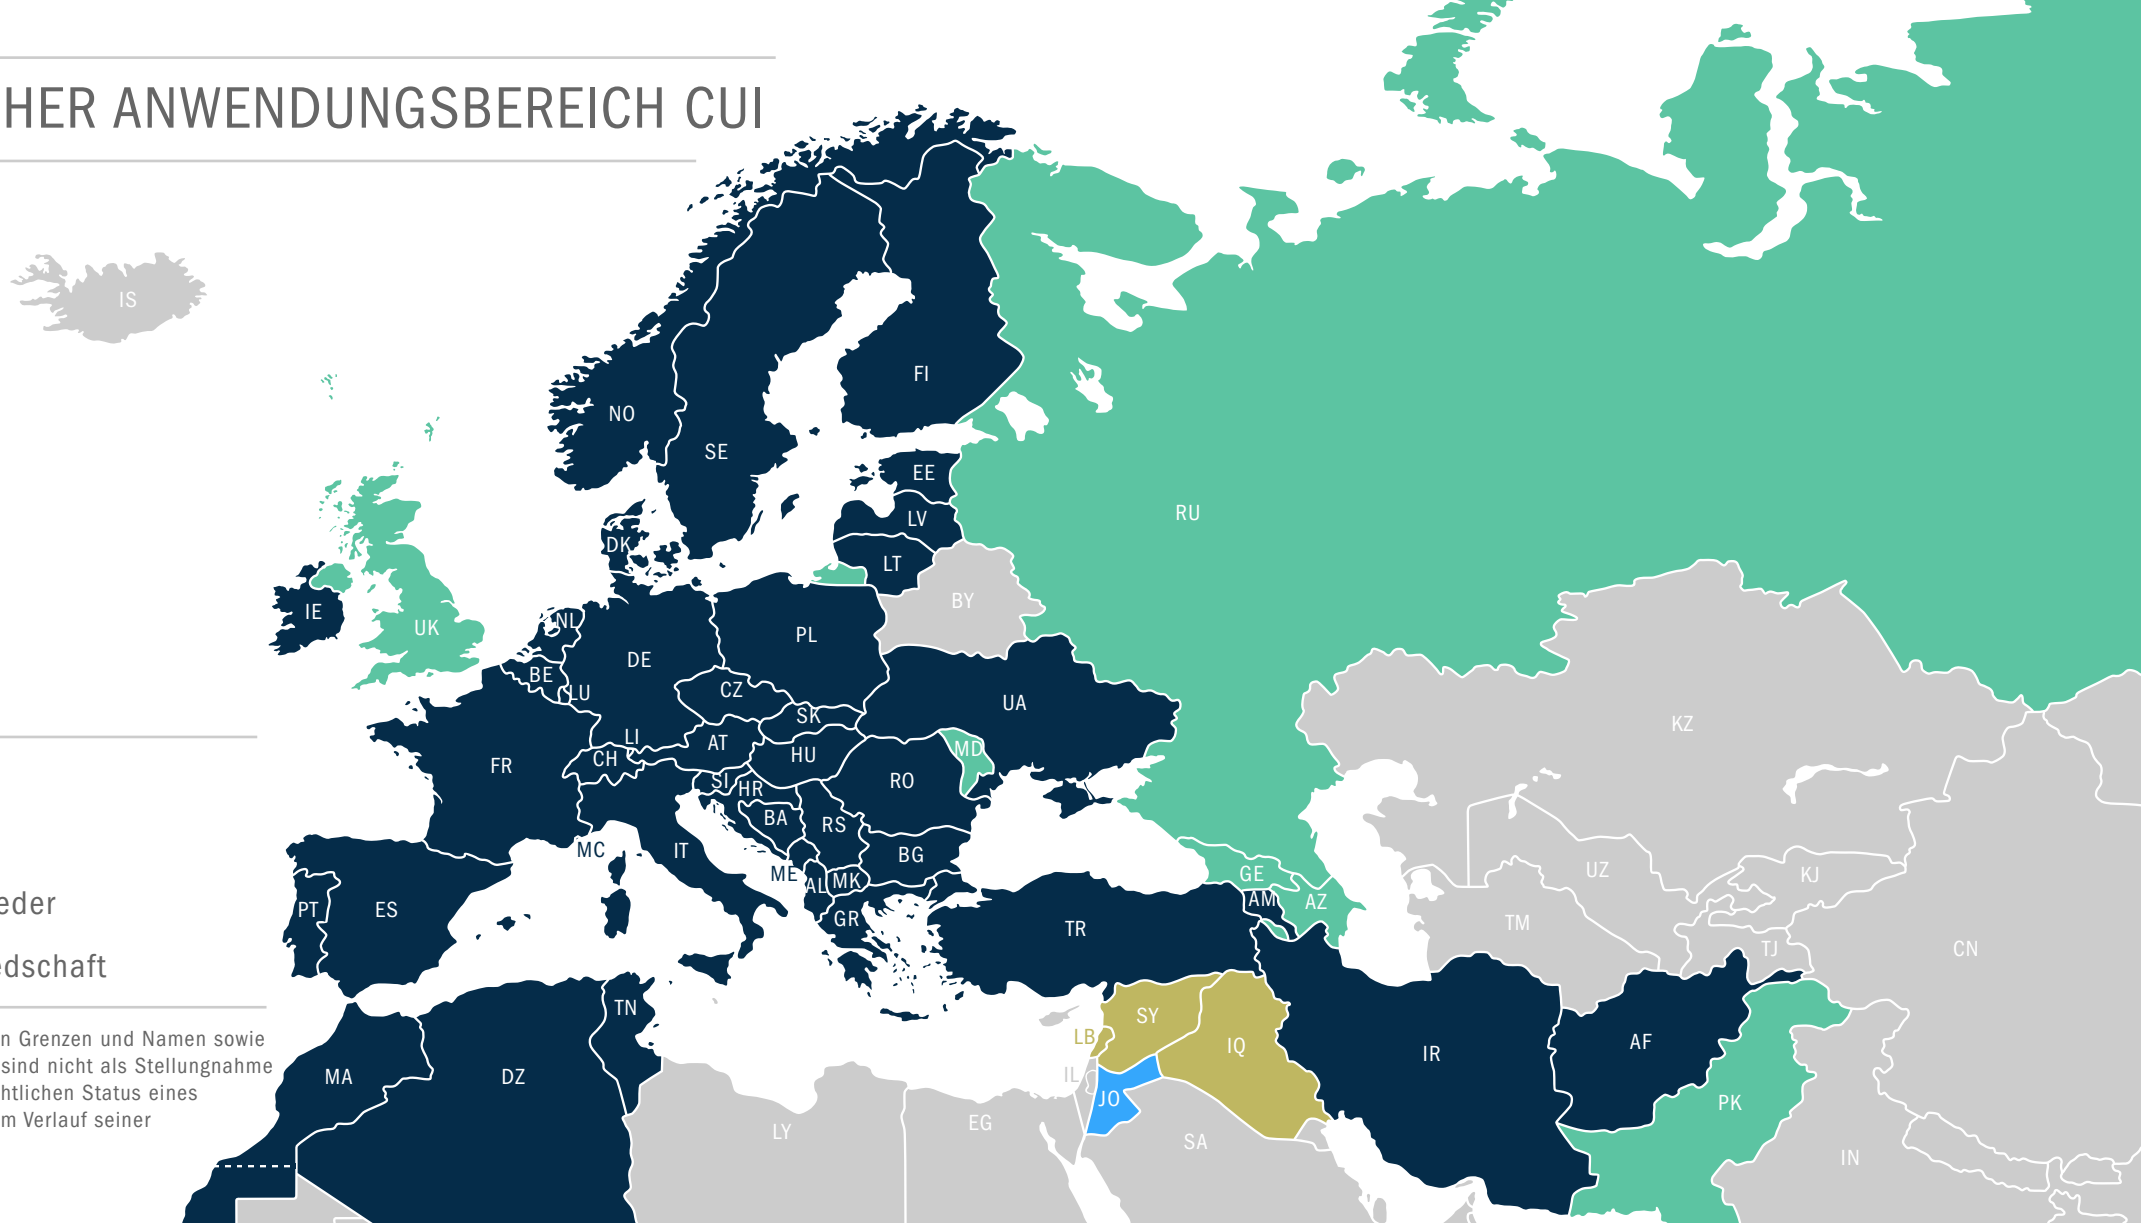 HER ANWENDUNGSBEREICH CUI
IS
FI
NO
SE
EE
RU
LV
DK
LT
BY
IE
NL
UK
PL
DE
BE
CZ
LU
UA
SK
KZ
LI
AT
MD
CH
HU
FR
RO
SI
HR
BA
RS
MC
IT
BG
UZ
ME
GE
KJ
AL
MK
AM
AZ
eder
PT
ES
GR
TM
TR
TJ
CN
edschaft
TN
SY
n Grenzen und Namen sowie
LB
IQ
AF
IR
sind nicht als Stellungnahme
MA
DZ
IL
htlichen Status eines
JO
PK
m Verlauf seiner
EG
LY
SA
IN